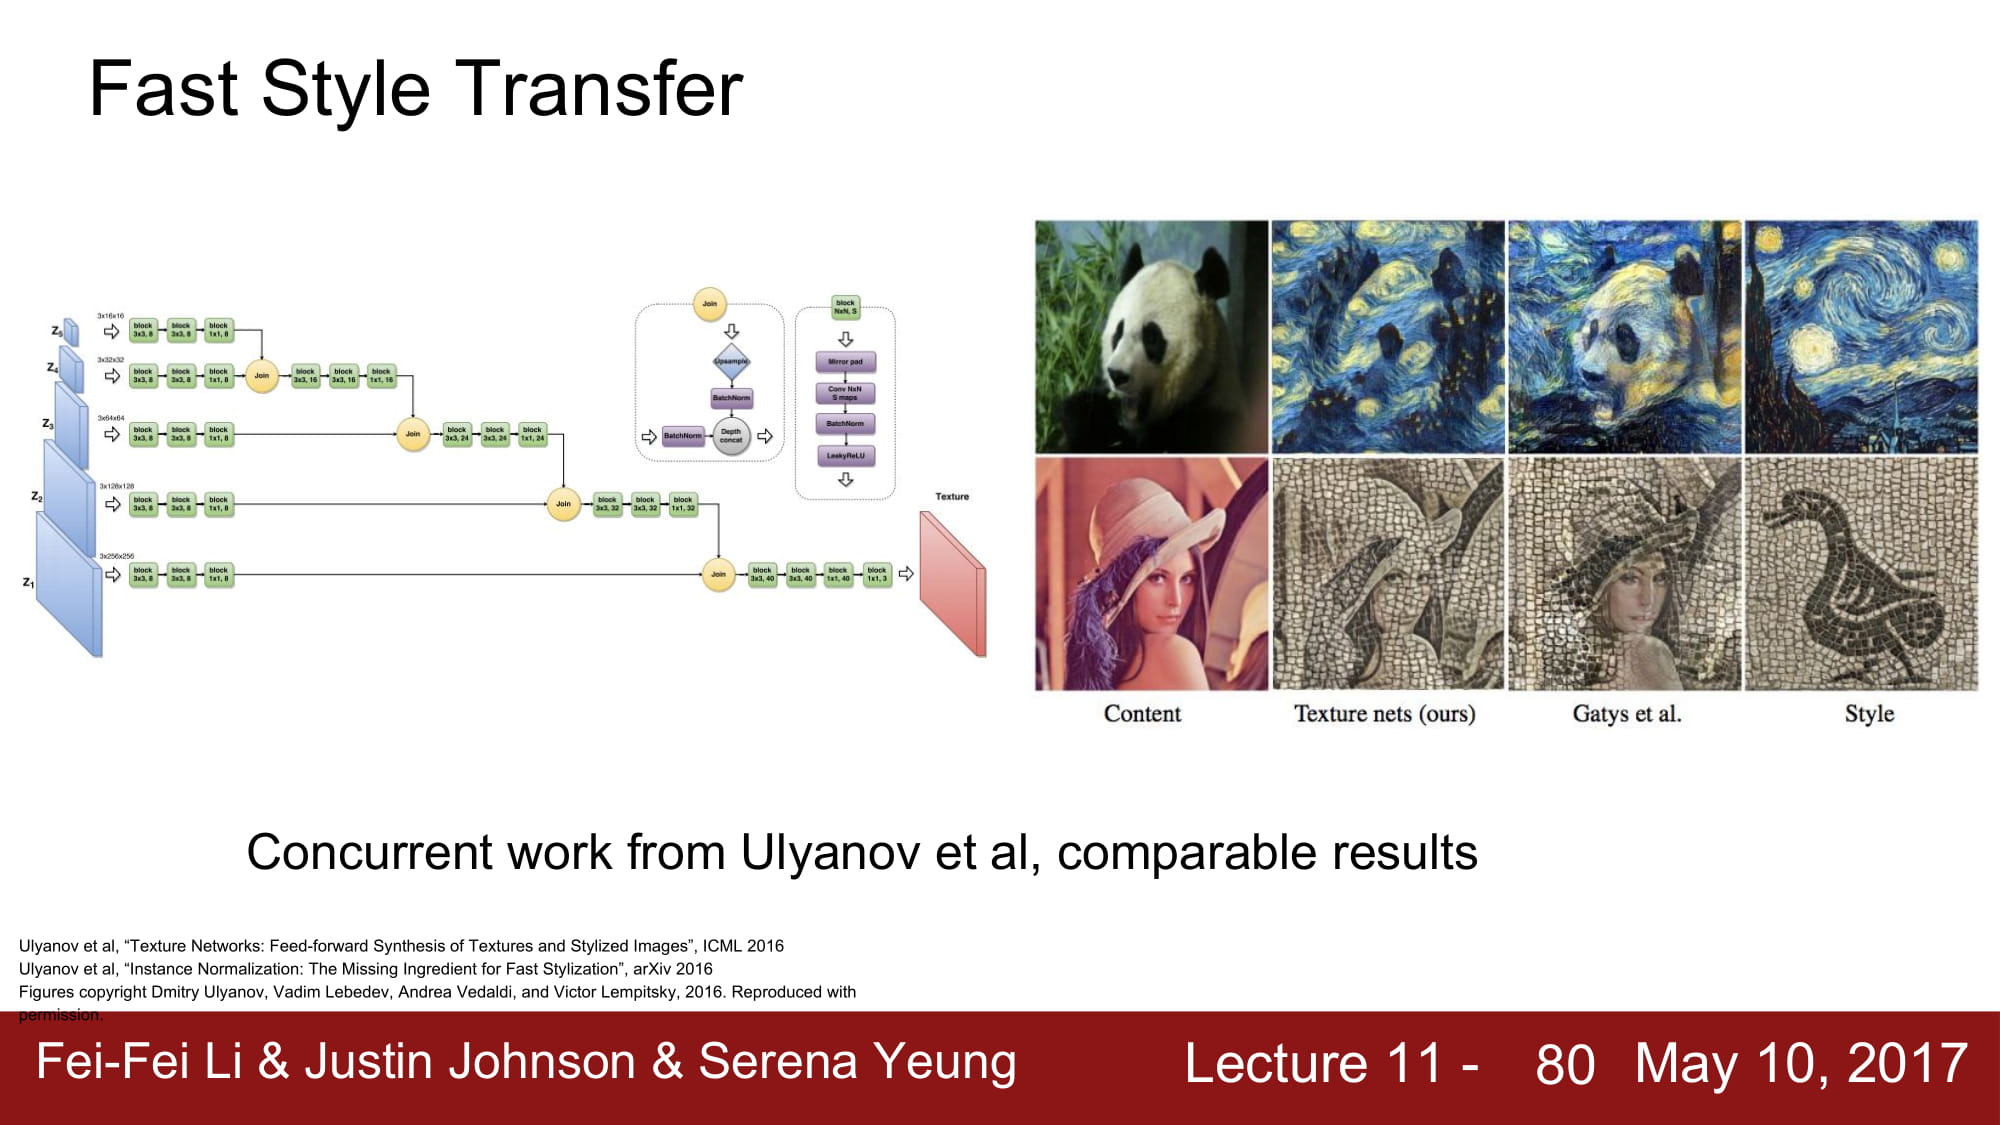 Fast Style Transfer
3x16x16
Z5
block 3x3, 8
block 3x3, 8
block 1x1, 8
3x32x32
Z4
block 3x3, 8
block 3x3, 8
block 1x1, 8
Join
block 3x3, 16
block 3x3, 16
block 1x1, 16
3x64x64
Z3
block 3x3, 8
block 3x3, 8
block 1x1, 8
Join
block 3x3, 24
block 3x3, 24
block 1x1, 24
3x128x128
Z2
block 3x3, 8
block 3x3, 8
block 1x1, 8
Join
block 3x3, 32
block 3x3, 32
block 1x1, 32
3x256x256
Z1
block 3x3, 8
block 3x3, 8
block 1x1, 8
Join
block 3x3, 40
block 3x3, 40
block 1x1, 40
block 1x1, 3
Texture
Join
Upsample
BatchNorm
BatchNorm
Depth concat
block NxN, S
Mirror pad
Conv NxN
S maps
BatchNorm
LeakyReLU
Content
Texture nets (ours)
Gatys et al.
Style
Concurrent work from Ulyanov et al, comparable results
Ulyanov et al, “Texture Networks: Feed-forward Synthesis of Textures and Stylized Images”, ICML 2016
Ulyanov et al, “Instance Normalization: The Missing Ingredient for Fast Stylization”, arXiv 2016
Figures copyright Dmitry Ulyanov, Vadim Lebedev, Andrea Vedaldi, and Victor Lempitsky, 2016. Reproduced with
permission.
Fei-Fei Li & Justin Johnson & Serena Yeung
Lecture 11 - 80
May 10, 2017